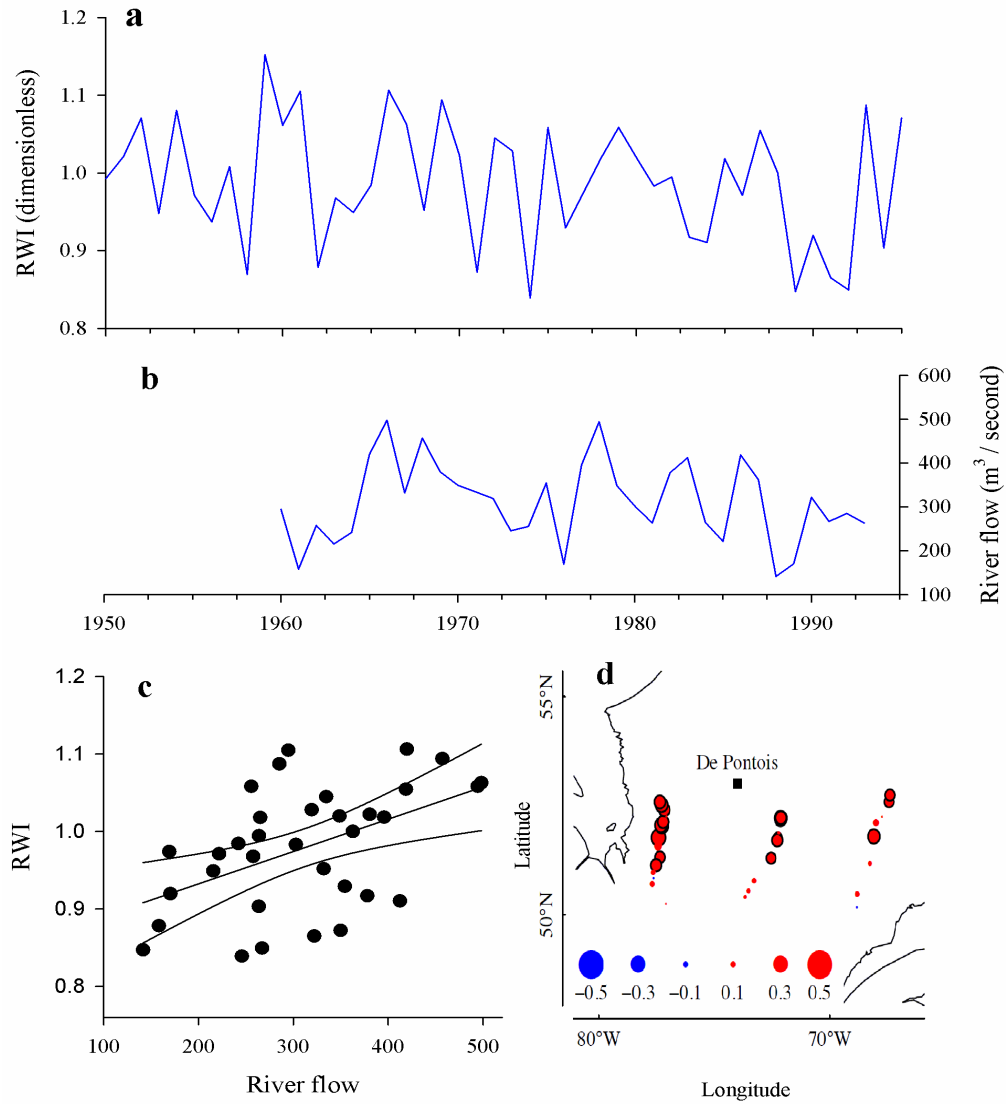 a
1.2
1.1
1.0
0.9
0.8
RWI (dimensionless)
b
600
500
400
300
200
100
River flow (m³ / second)
1950 1960 1970 1980 1990
c
1.2
1.1
1.0
0.9
0.8
RWI
100 200 300 400 500
River flow
d
55°N
50°N
Latitude
De Pontois
−0.5 −0.3 −0.1 0.1 0.3 0.5
80°W 70°W
Longitude